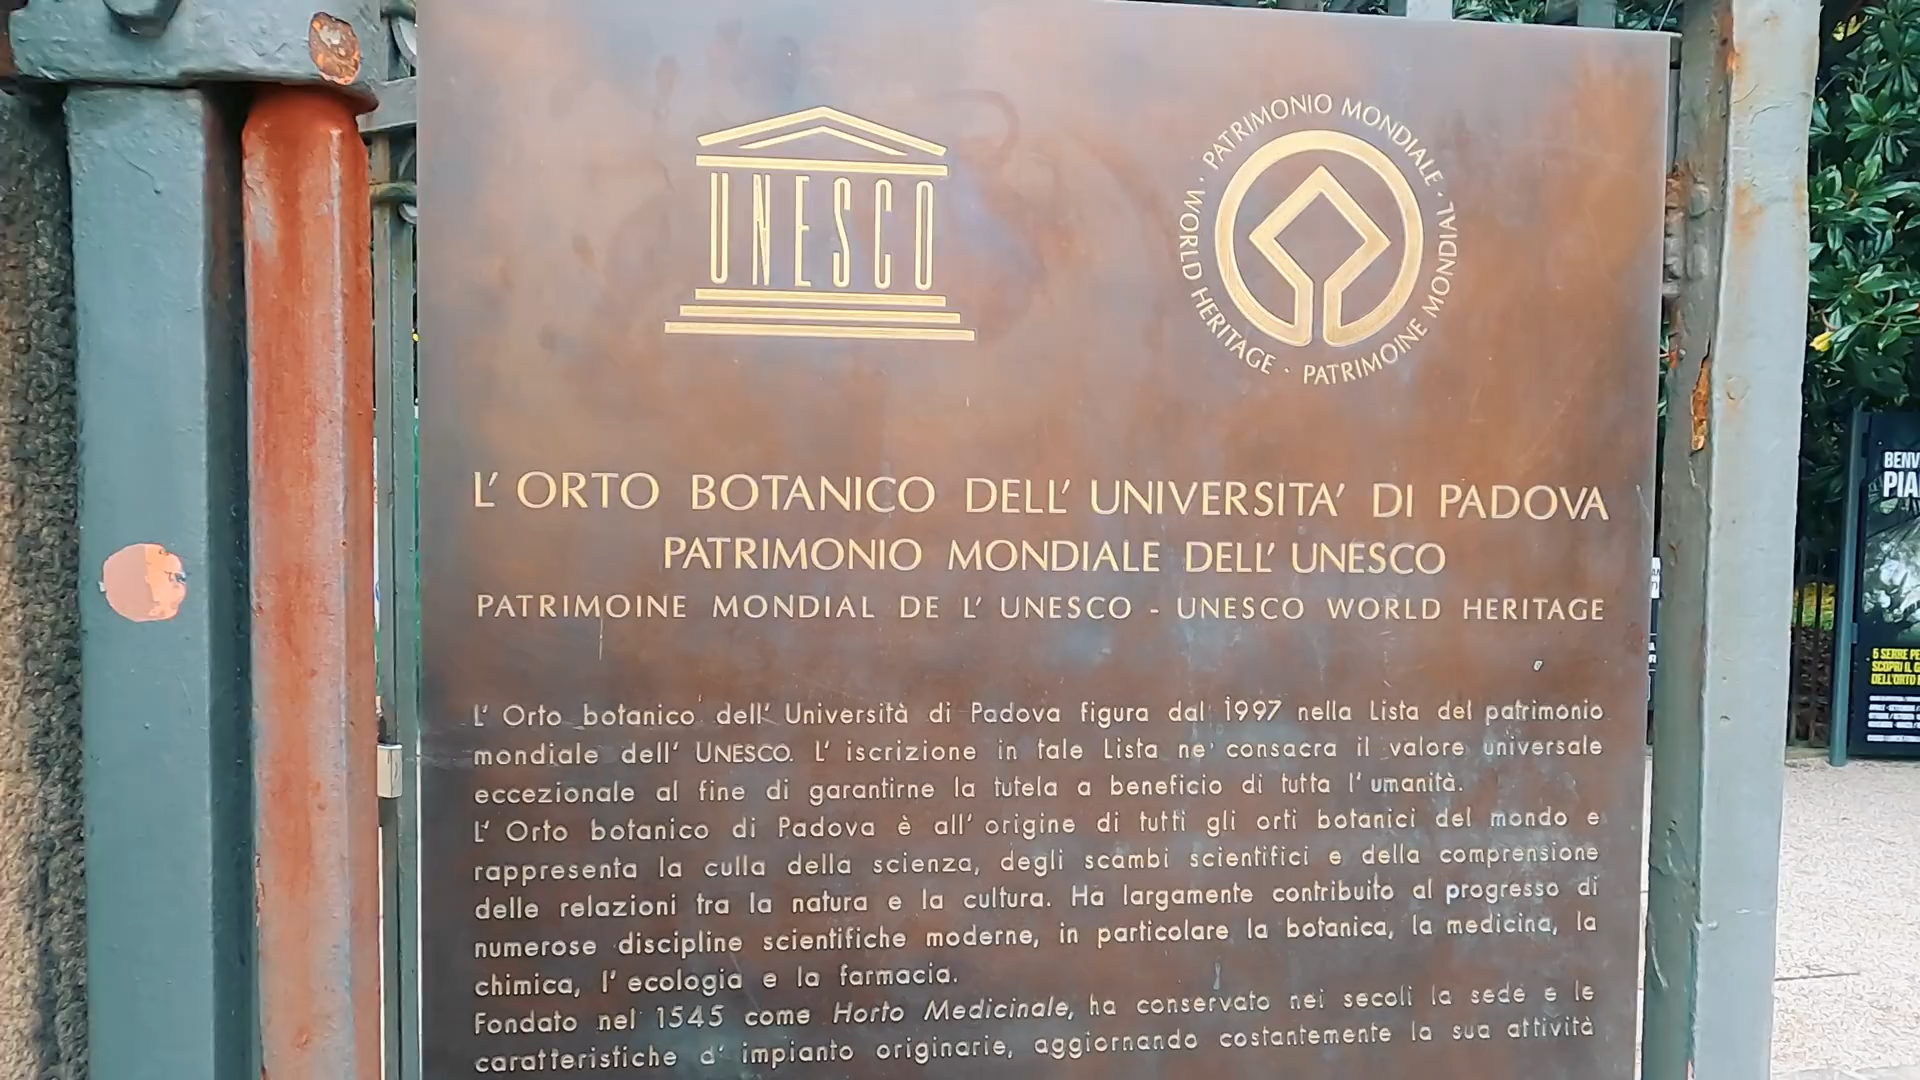 UNESCO
PATRIMONIO MONDIALE · WORLD HERITAGE · PATRIMOINE MONDIAL ·
L' ORTO BOTANICO DELL' UNIVERSITA' DI PADOVA
PATRIMONIO MONDIALE DELL' UNESCO
PATRIMOINE MONDIAL DE L' UNESCO - UNESCO WORLD HERITAGE
L' Orto botanico dell' Università di Padova figura dal 1997 nella Lista del patrimonio
mondiale dell' UNESCO. L' iscrizione in tale Lista ne consacra il valore universale
eccezionale al fine di garantirne la tutela a beneficio di tutta l' umanità.
L' Orto botanico di Padova è all' origine di tutti gli orti botanici del mondo e
rappresenta la culla della scienza, degli scambi scientifici e della comprensione
delle relazioni tra la natura e la cultura. Ha largamente contribuito al progresso di
numerose discipline scientifiche moderne, in particolare la botanica, la medicina, la
chimica, l' ecologia e la farmacia.
Fondato nel 1545 come Horto Medicinale, ha conservato nei secoli la sede e le
caratteristiche d' impianto originarie, aggiornando costantemente la sua attività
BENV
PIA
SCOPRI IL G
DELL'ORTO